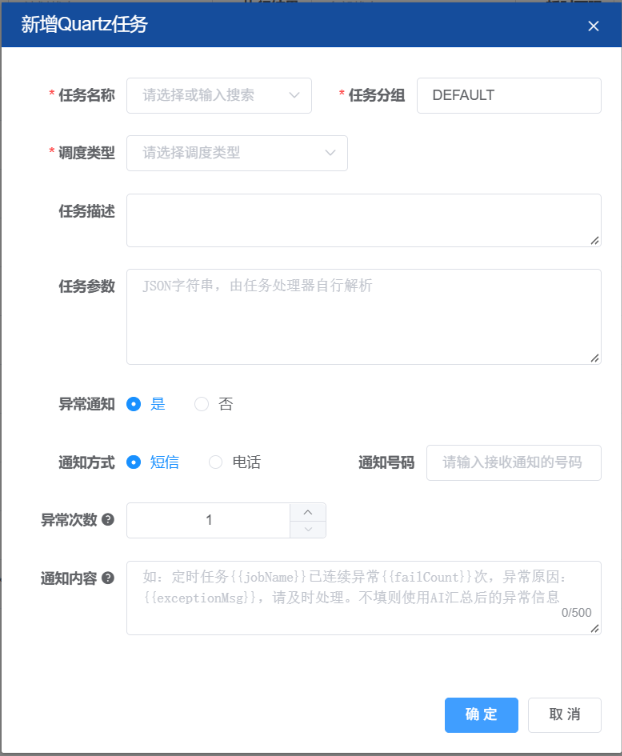 新增Quartz任务
* 任务名称 请选择或输入搜索 * 任务分组 DEFAULT
* 调度类型 请选择调度类型
任务描述
任务参数 JSON字符串，由任务处理器自行解析
异常通知 是 否
通知方式 短信 电话 通知号码 请输入接收通知的号码
异常次数 1
通知内容 如：定时任务{{jobName}}已连续异常{{failCount}}次，异常原因：
{{exceptionMsg}}，请及时处理。不填则使用AI汇总后的异常信息
0/500
确 定 取 消